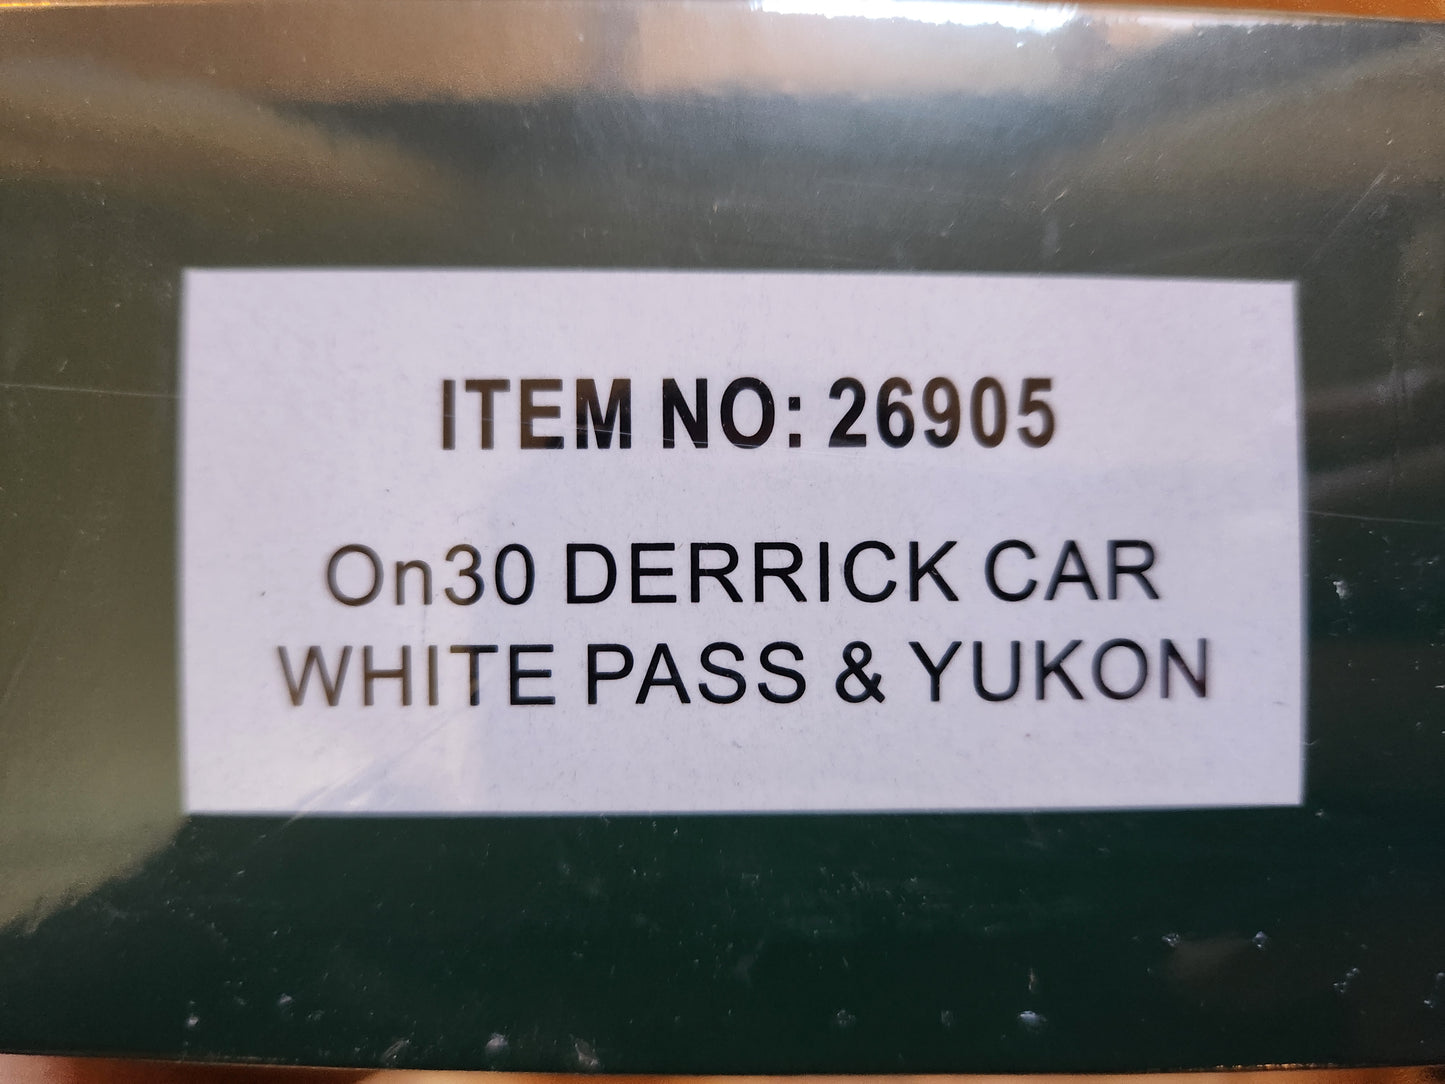 ITEM NO: 26905
On30 DERRICK CAR
WHITE PASS & YUKON